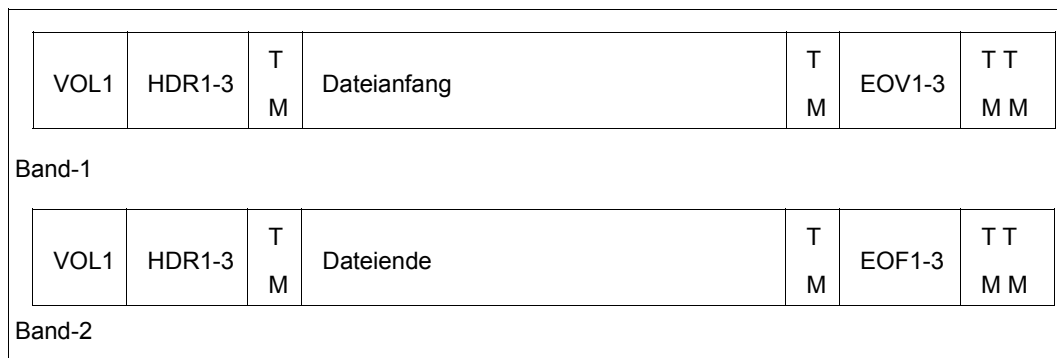 VOL1 HDR1-3 T M Dateianfang T M EOV1-3 T T M M
Band-1
VOL1 HDR1-3 T M Dateiende T M EOF1-3 T T M M
Band-2